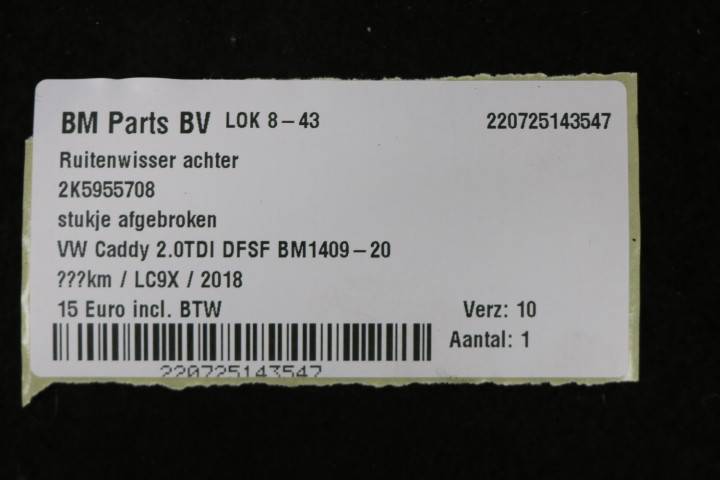 BM Parts BV LOK 8-43 220725143547
Ruitenwisser achter
2K5955708
stukje afgebroken
VW Caddy 2.0TDI DFSF BM1409-20
???km / LC9X / 2018
15 Euro incl. BTW Verz: 10
Aantal: 1
220725143547